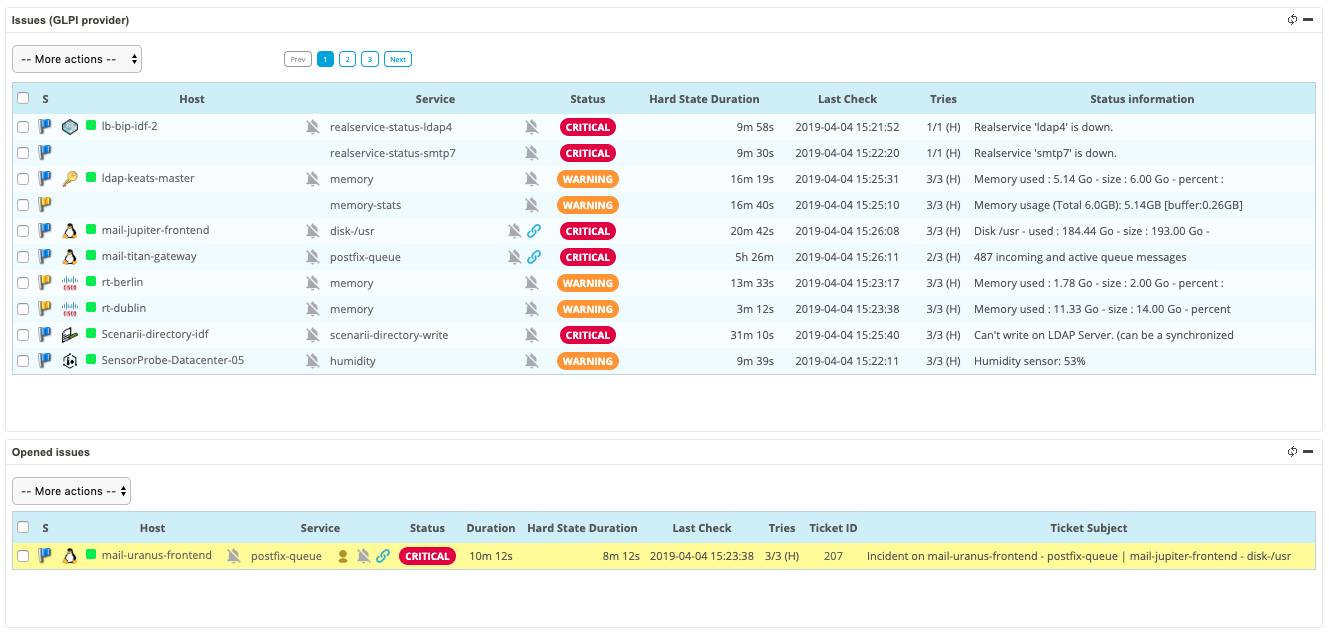 Issues (GLPI provider)
-- More actions --
Prev 1 2 3 Next
S Host Service Status Hard State Duration Last Check Tries Status information
lb-bip-idf-2 realservice-status-ldap4 CRITICAL 9m 58s 2019-04-04 15:21:52 1/1 (H) Realservice 'ldap4' is down.
realservice-status-smtp7 CRITICAL 9m 30s 2019-04-04 15:22:20 1/1 (H) Realservice 'smtp7' is down.
ldap-keats-master memory WARNING 16m 19s 2019-04-04 15:25:31 3/3 (H) Memory used : 5.14 Go - size : 6.00 Go - percent :
memory-stats WARNING 16m 40s 2019-04-04 15:25:10 3/3 (H) Memory usage (Total 6.0GB): 5.14GB [buffer:0.26GB]
mail-jupiter-frontend disk-/usr CRITICAL 20m 42s 2019-04-04 15:26:08 3/3 (H) Disk /usr - used : 184.44 Go - size : 193.00 Go -
mail-titan-gateway postfix-queue CRITICAL 5h 26m 2019-04-04 15:26:11 2/3 (H) 487 incoming and active queue messages
CISCO rt-berlin memory WARNING 13m 33s 2019-04-04 15:23:17 3/3 (H) Memory used : 1.78 Go - size : 2.00 Go - percent :
CISCO rt-dublin memory WARNING 3m 12s 2019-04-04 15:23:38 3/3 (H) Memory used : 11.33 Go - size : 14.00 Go - percent
Scenarii-directory-idf scenarii-directory-write CRITICAL 31m 10s 2019-04-04 15:25:40 3/3 (H) Can't write on LDAP Server. (can be a synchronized
SensorProbe-Datacenter-05 humidity WARNING 9m 39s 2019-04-04 15:22:11 3/3 (H) Humidity sensor: 53%
Opened issues
-- More actions --
S Host Service Status Duration Hard State Duration Last Check Tries Ticket ID Ticket Subject
mail-uranus-frontend postfix-queue CRITICAL 10m 12s 8m 12s 2019-04-04 15:23:38 3/3 (H) 207 Incident on mail-uranus-frontend - postfix-queue | mail-jupiter-frontend - disk-/usr